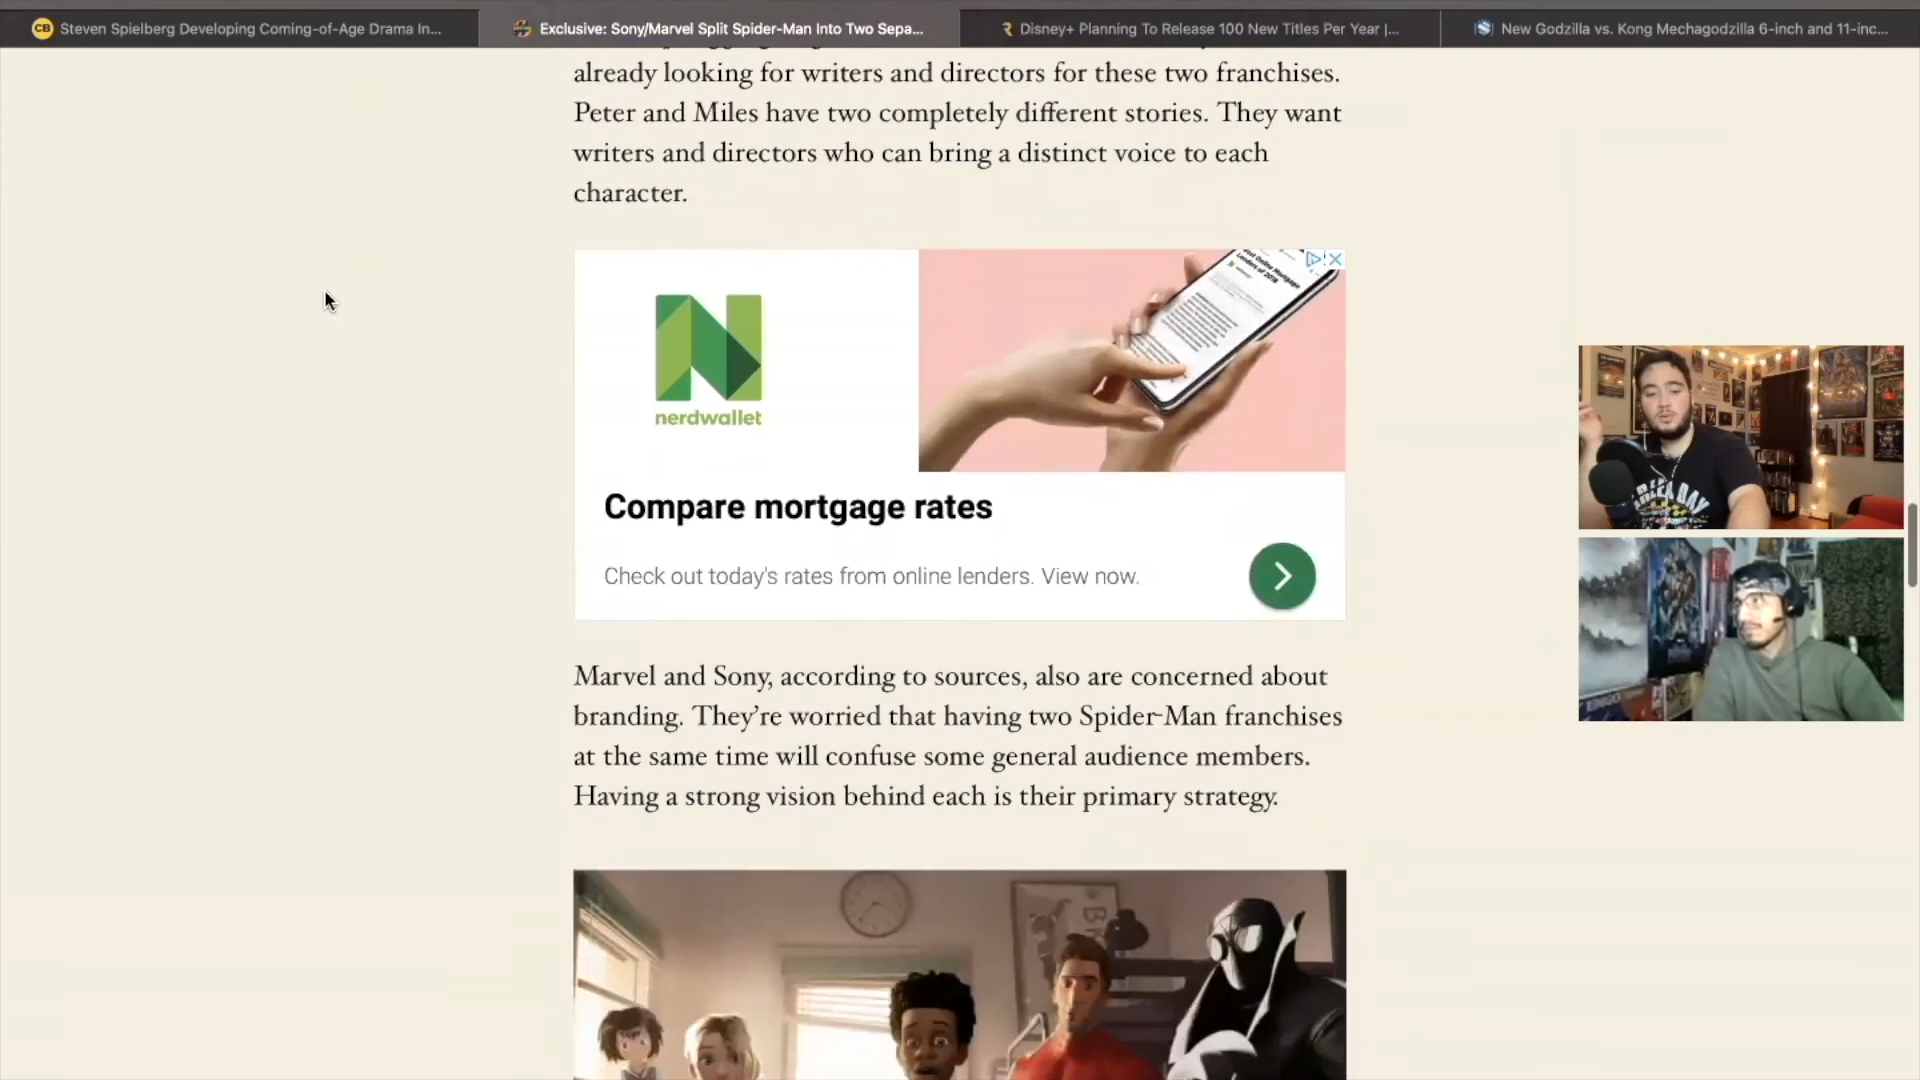 CB Steven Spielberg Developing Coming-of-Age Drama In...
Exclusive: Sony/Marvel Split Spider-Man Into Two Sepa...
Disney+ Planning To Release 100 New Titles Per Year |...
New Godzilla vs. Kong Mechagodzilla 6-inch and 11-inc...
already looking for writers and directors for these two franchises.
Peter and Miles have two completely different stories. They want
writers and directors who can bring a distinct voice to each
character.
nerdwallet
Compare mortgage rates
Check out today's rates from online lenders. View now.
Marvel and Sony, according to sources, also are concerned about
branding. They’re worried that having two Spider-Man franchises
at the same time will confuse some general audience members.
Having a strong vision behind each is their primary strategy.